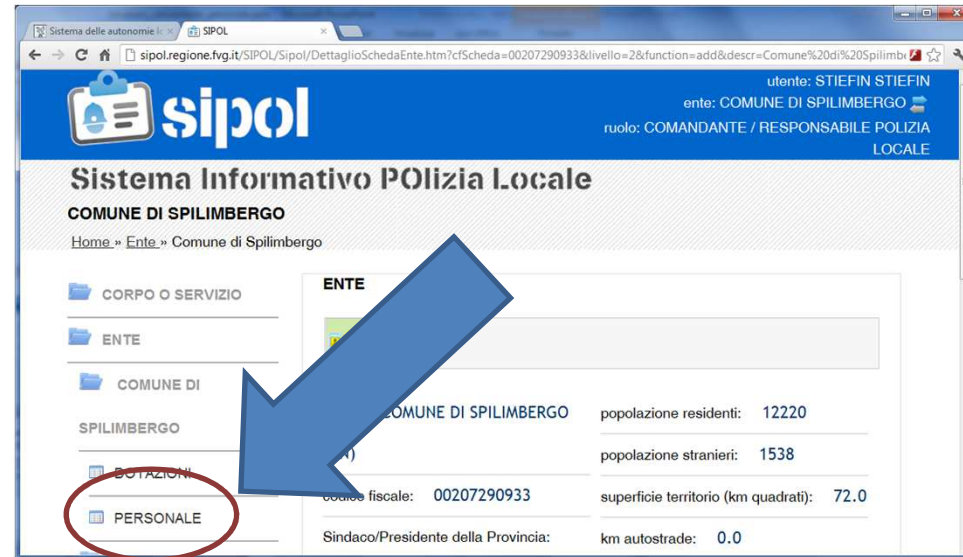 Sistema delle autonomie lo
SIPOL
sipol.regione.fvg.it/SIPOL/Sipol/DettaglioSchedaEnte.htm?cfScheda=00207290933&livello=2&function=add&descr=Comune%20di%20Spilimbe
utente: STIEFIN STIEFIN
ente: COMUNE DI SPILIMBERGO
ruolo: COMANDANTE / RESPONSABILE POLIZIA
LOCALE
sipol
Sistema Informativo POlizia Locale
COMUNE DI SPILIMBERGO
Home » Ente » Comune di Spilimbergo
CORPO O SERVIZIO
ENTE
COMUNE DI
SPILIMBERGO
DOTAZIONI
PERSONALE
ENTE
COMUNE DI SPILIMBERGO
popolazione residenti: 12220
popolazione stranieri: 1538
codice fiscale: 00207290933
superficie territorio (km quadrati): 72.0
Sindaco/Presidente della Provincia:
km autostrade: 0.0